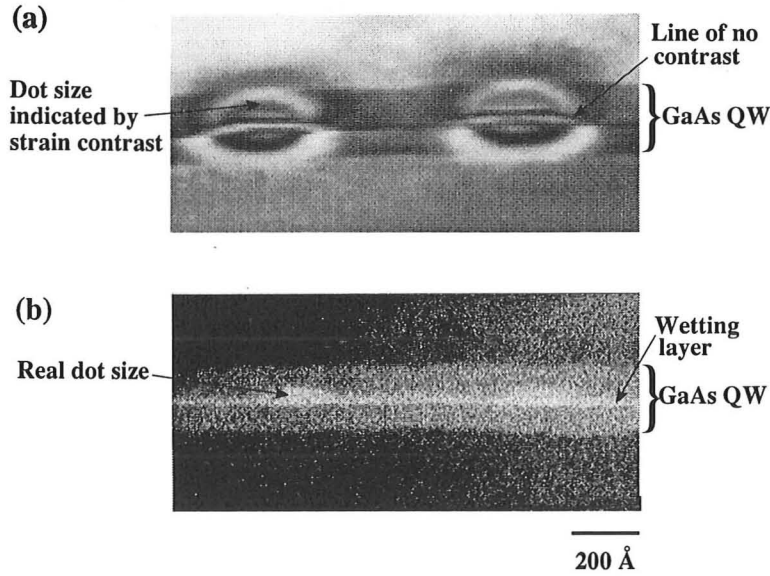 (a)
Line of no
contrast
Dot size
indicated by
strain contrast
GaAs QW
(b)
Wetting
layer
Real dot size
GaAs QW
200 Å